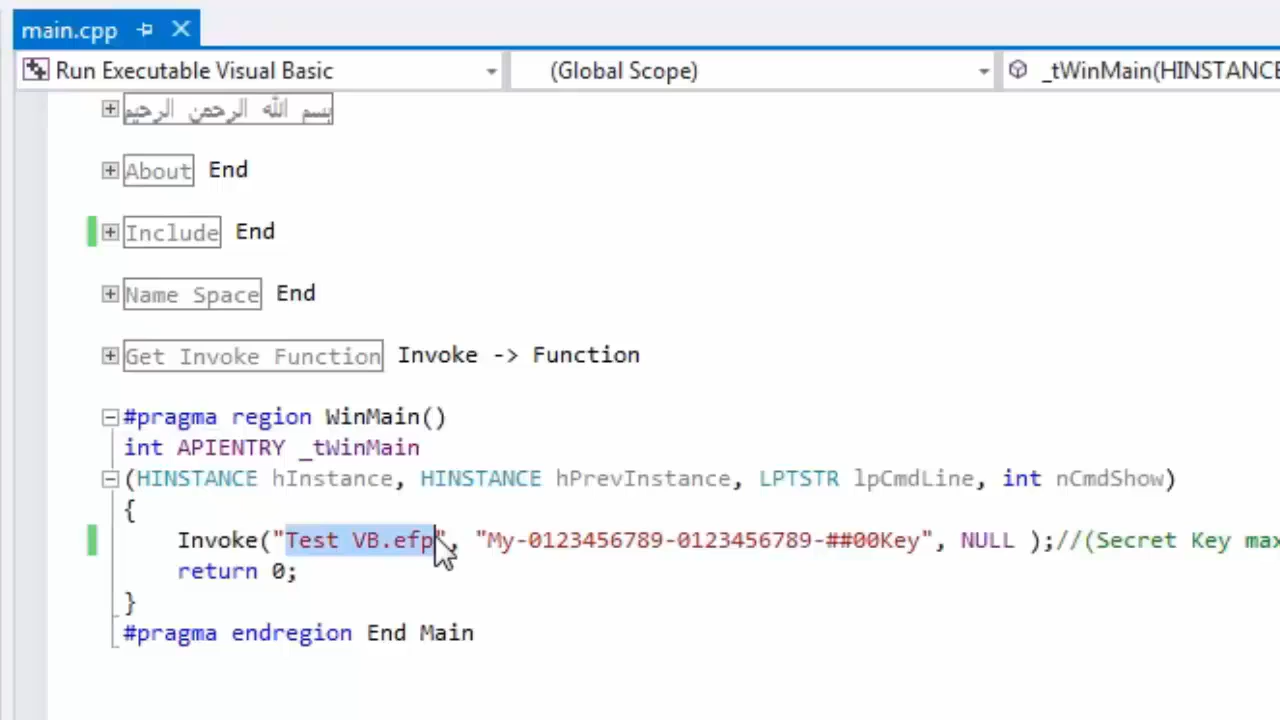 main.cpp
Run Executable Visual Basic (Global Scope) _tWinMain(HINSTANCE
بسم الله الرحمن الرحيم
About End
Include End
Name Space End
Get Invoke Function Invoke -> Function
#pragma region WinMain()
int APIENTRY _tWinMain
(HINSTANCE hInstance, HINSTANCE hPrevInstance, LPTSTR lpCmdLine, int nCmdShow)
{
Invoke("Test VB.efp", "My-0123456789-0123456789-##00Key", NULL );//(Secret Key max
return 0;
}
#pragma endregion End Main